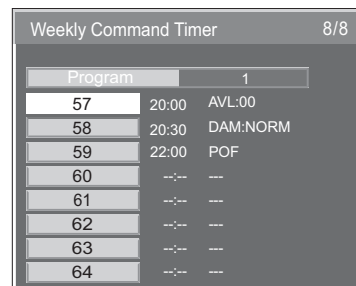 Weekly Command Timer 8/8
Program 1
57 20:00 AVL:00
58 20:30 DAM:NORM
59 22:00 POF
60 --:-- ---
61 --:-- ---
62 --:-- ---
63 --:-- ---
64 --:-- ---